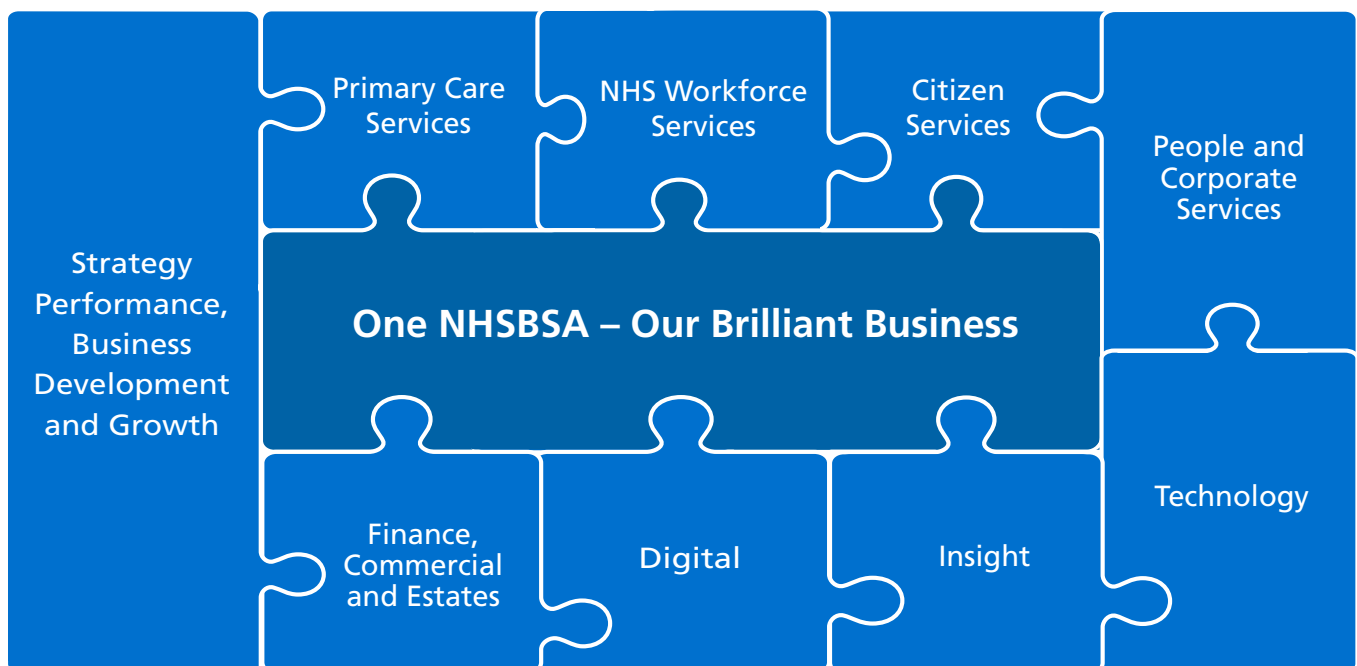 Primary Care
Services
NHS Workforce
Services
Citizen
Services
People and
Corporate
Services
Strategy
Performance,
Business
Development
and Growth
One NHSBSA – Our Brilliant Business
Finance,
Commercial
and Estates
Digital
Insight
Technology